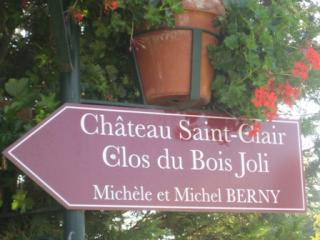 Château Saint-Clair
Clos du Bois Joli
Michèle et Michel BERNY